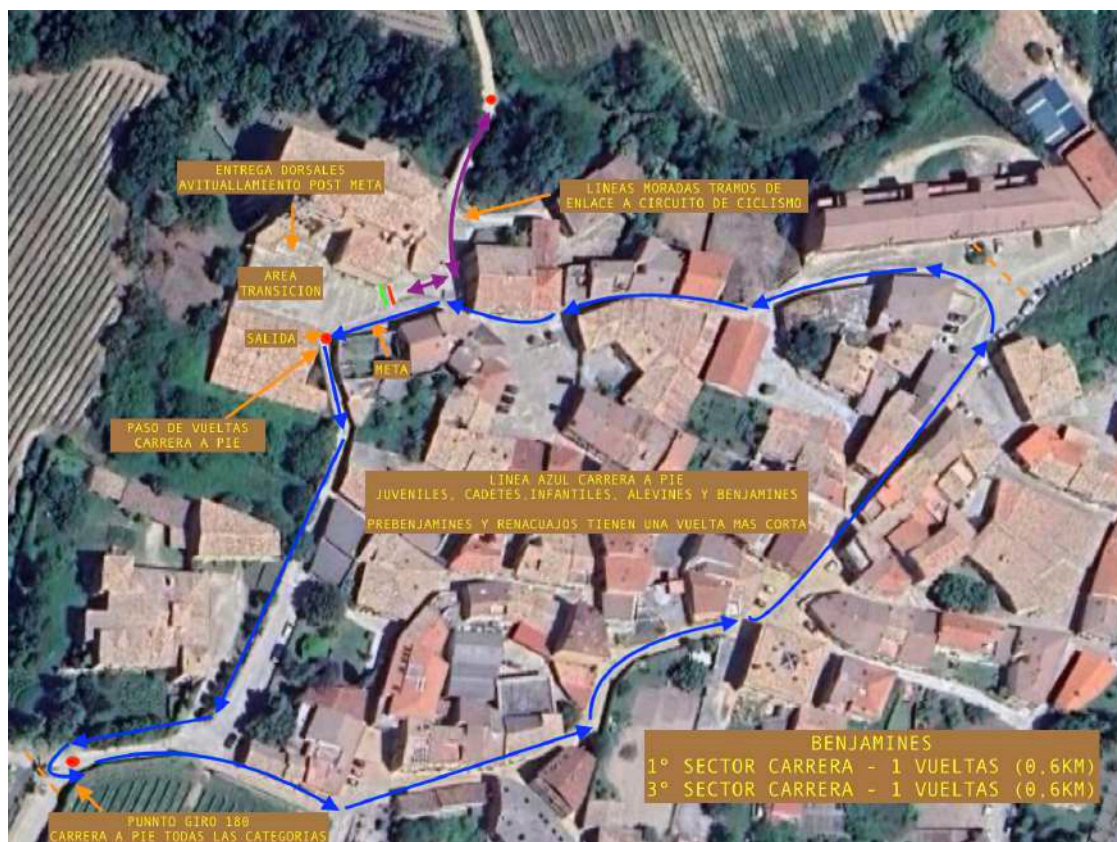 ENTREGA DORSALES
AVITUALLAMIENTO POST META
LINEAS MORADAS TRAMOS DE
ENLACE A CIRCUITO DE CICLISMO
AREA
TRANSICION
SALIDA
META
PASO DE VUELTAS
CARRERA A PIE
LINEA AZUL CARRERA A PIE
JUVENILES, CADETES,INFANTILES, ALEVINES Y BENJAMINES
PREBENJAMINES Y RENACUAJOS TIENEN UNA VUELTA MAS CORTA
BENJAMINES
1° SECTOR CARRERA - 1 VUELTAS (0,6KM)
3° SECTOR CARRERA - 1 VUELTAS (0,6KM)
PUNNTO GIRO 180
CARRERA A PIE TODAS LAS CATEGORIAS